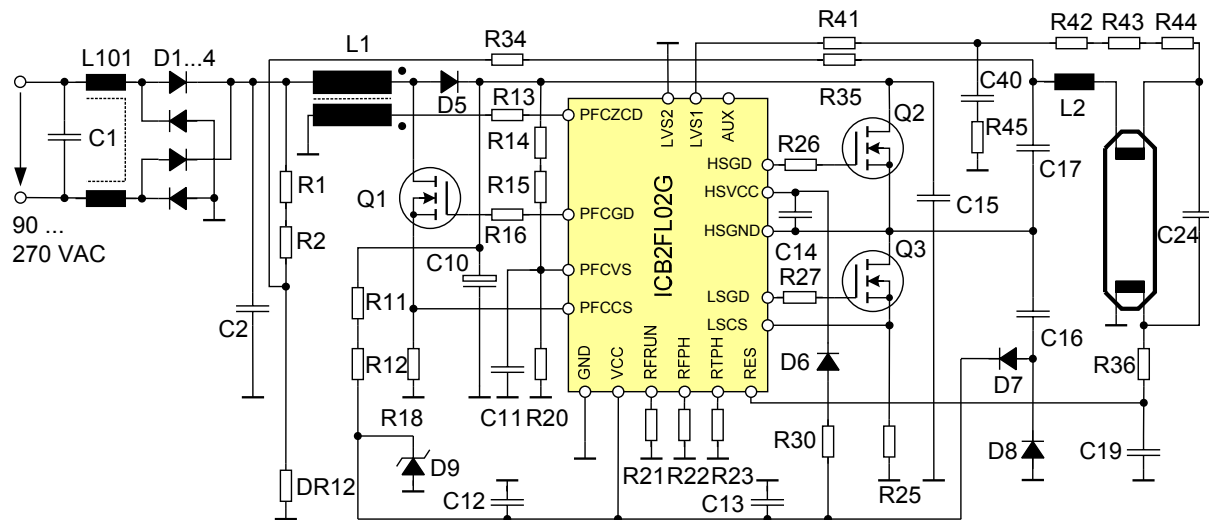 R41
R42
R43
R44
L1
R34
L101
D1...4
D5
R13
R14
R15
R16
C1
PFCZCD
LVS2
LVS1
AUX
R35
Q2
C40
R45
L2
R26
HSGD
C17
R1
R2
Q1
PFCGD
HSVCC
C15
C14
HSGND
C24
90 ...
270 VAC
C10
PFCVS
ICB2FL02G
Q3
R27
LSGD
R11
PFCCS
LSCS
C2
C16
R12
GND
VCC
RFRUN
RFPH
RTPH
RES
D6
D7
R36
R18
C11
R20
R30
D8
C19
D9
R21
R22
R23
R25
DR12
C12
C13